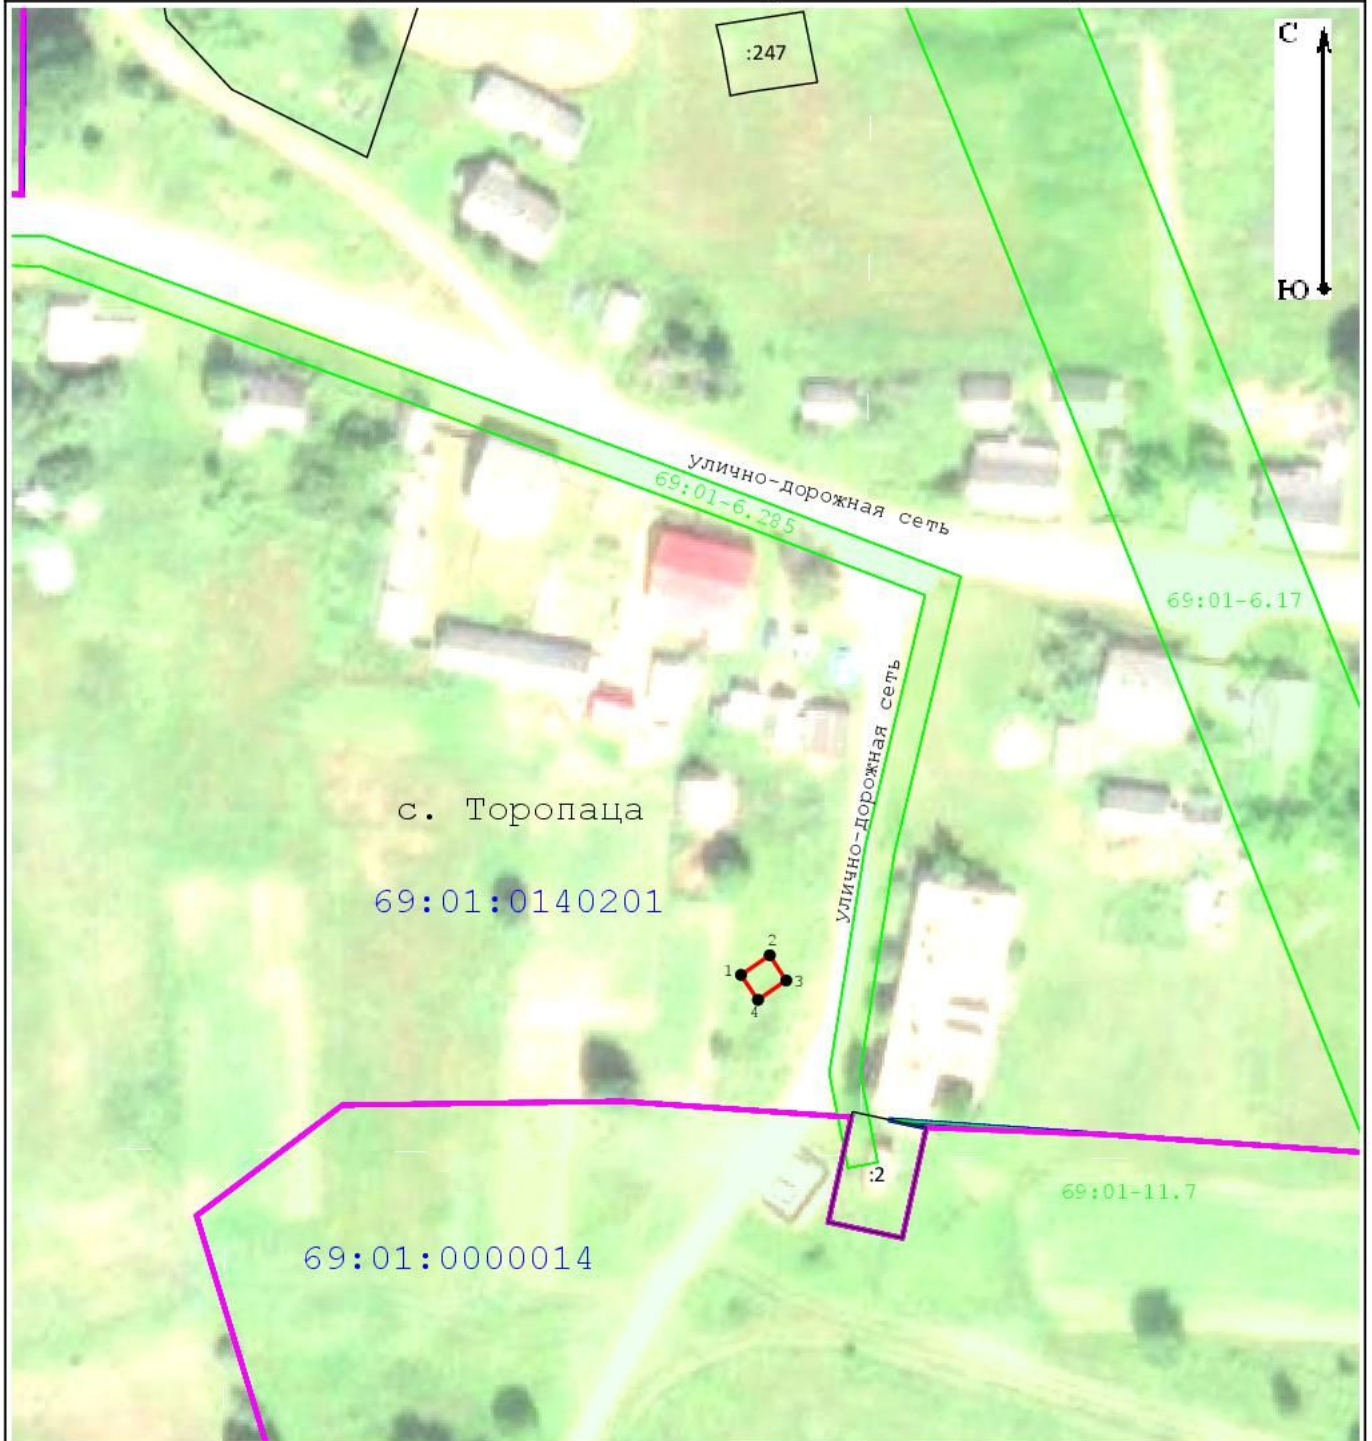 С
:247
Ю
улично-дорожная сеть
69:01-6.285
69:01-6.17
улично-дорожная сеть
с. Торопаца
69:01:0140201
2
1
3
4
:2
69:01-11.7
69:01:0000014